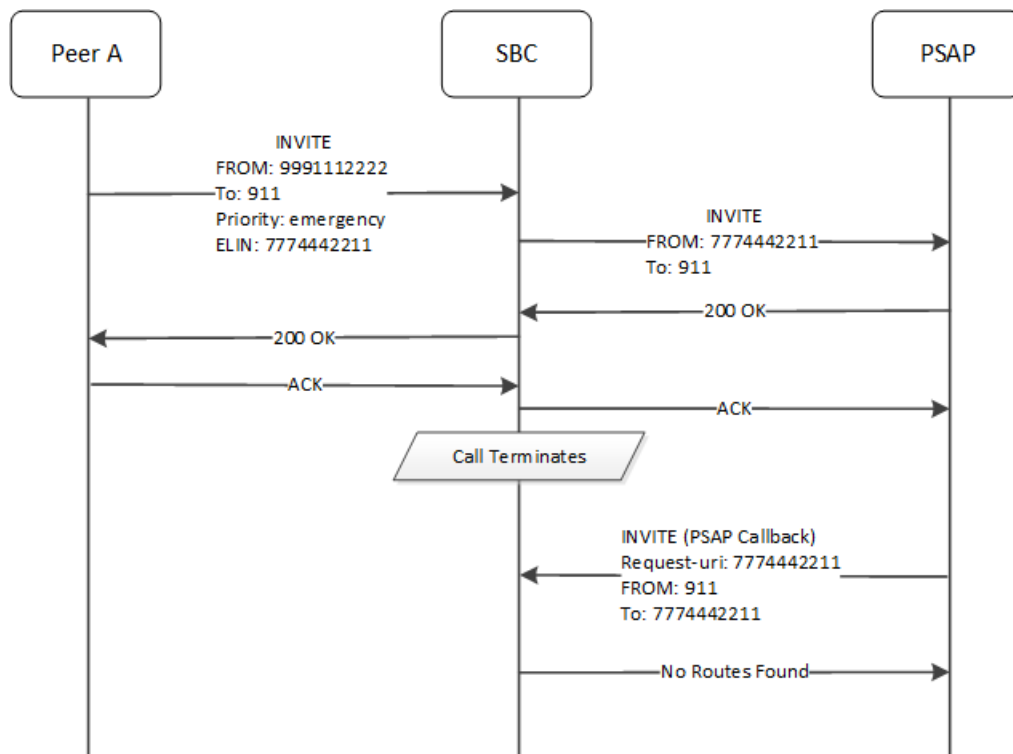 Peer A
SBC
PSAP
INVITE
FROM: 9991112222
To: 911
Priority: emergency
ELIN: 7774442211
INVITE
FROM: 7774442211
To: 911
200 OK
200 OK
ACK
ACK
Call Terminates
INVITE (PSAP Callback)
Request-uri: 7774442211
FROM: 911
To: 7774442211
No Routes Found